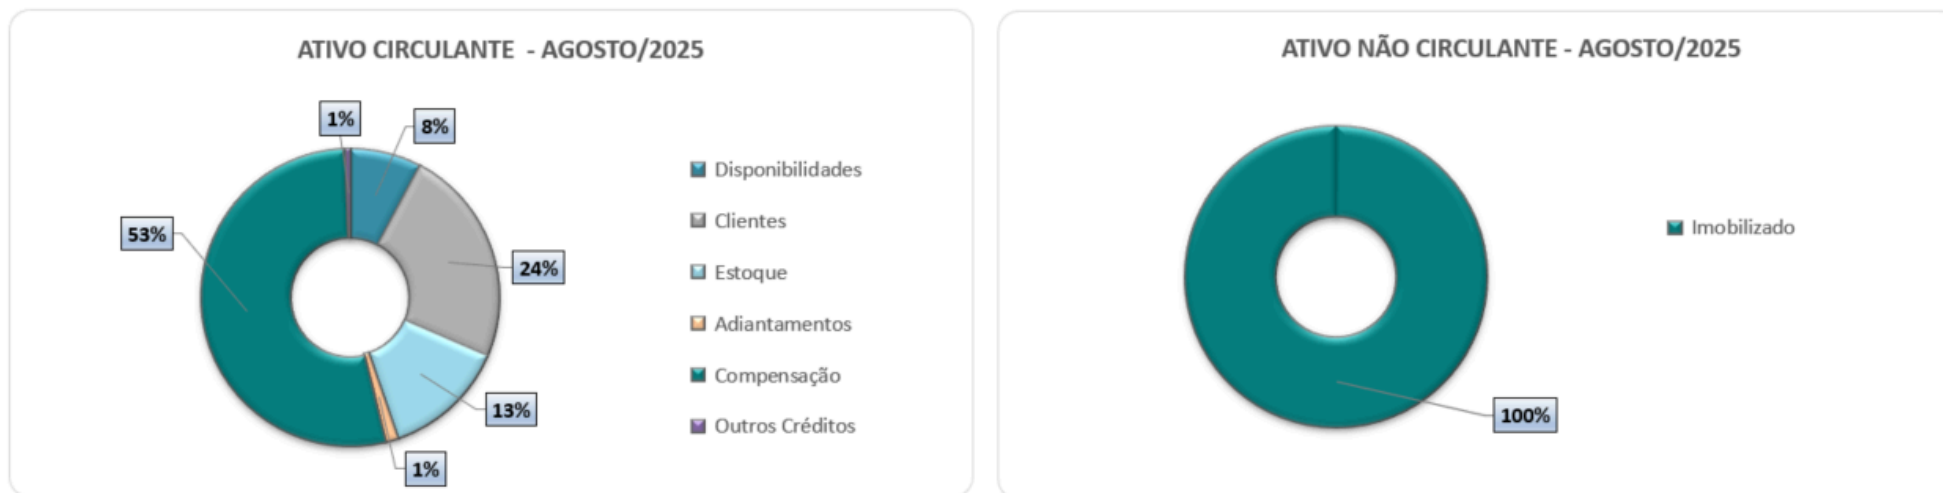 ATIVO CIRCULANTE - AGOSTO/2025
1%
8%
53%
24%
13%
1%
Disponibilidades
Clientes
Estoque
Adiantamentos
Compensação
Outros Créditos
ATIVO NÃO CIRCULANTE - AGOSTO/2025
Imobilizado
100%